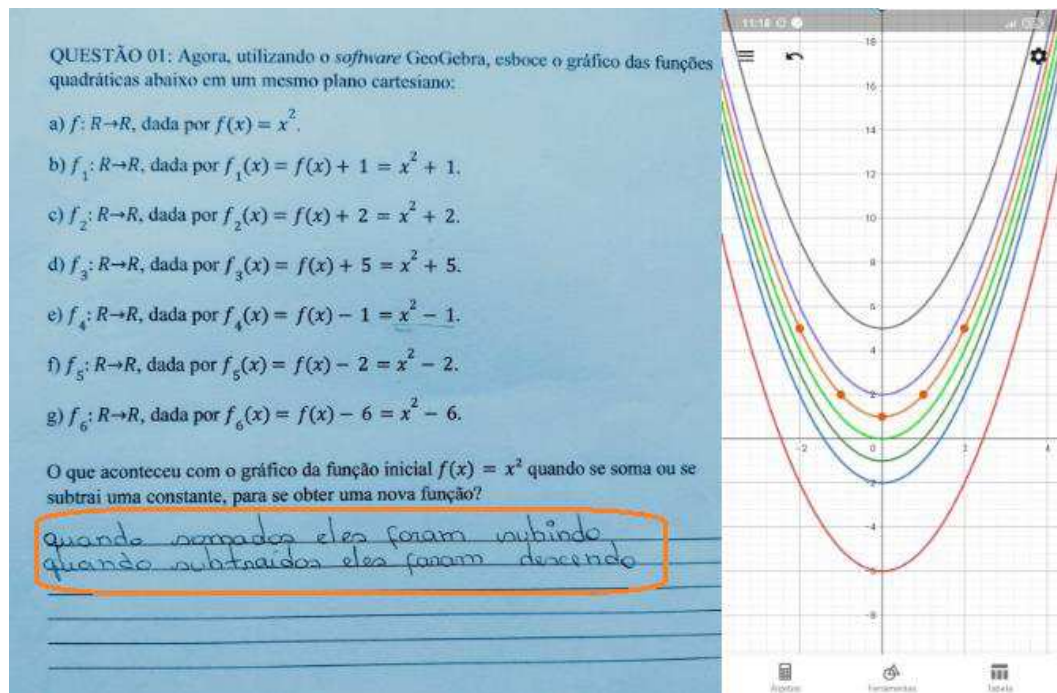 QUESTÃO 01: Agora, utilizando o software GeoGebra, esboce o gráfico das funções
quadráticas abaixo em um mesmo plano cartesiano:
a) f: R→R, dada por f(x) = x².
b) f₁: R→R, dada por f₁(x) = f(x) + 1 = x² + 1.
c) f₂: R→R, dada por f₂(x) = f(x) + 2 = x² + 2.
d) f₃: R→R, dada por f₃(x) = f(x) + 5 = x² + 5.
e) f₄: R→R, dada por f₄(x) = f(x) − 1 = x² − 1.
f) f₅: R→R, dada por f₅(x) = f(x) − 2 = x² − 2.
g) f₆: R→R, dada por f₆(x) = f(x) − 6 = x² − 6.
O que aconteceu com o gráfico da função inicial f(x) = x² quando se soma ou se
subtrai uma constante, para se obter uma nova função?
quando somados eles foram subindo
quando subtraidos eles foram descendo
11:18
18
16
14
12
10
8
6
4
2
-2
0
2
4
-2
-4
-6
-8
Ferramentas
Tabela